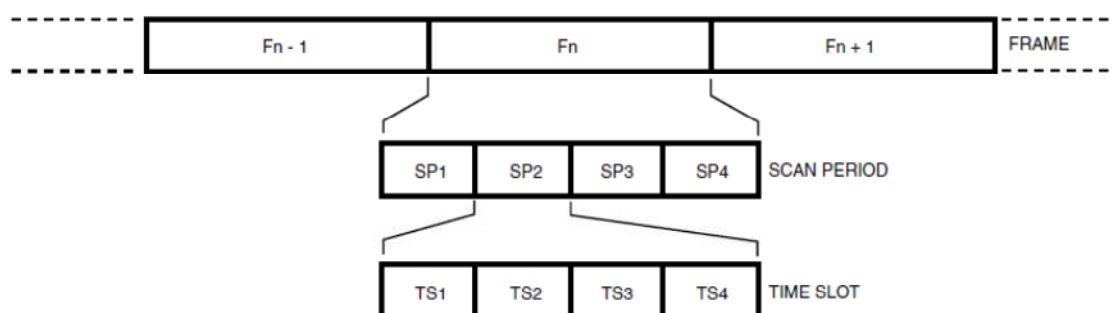 Fn - 1 Fn Fn + 1 FRAME
SP1 SP2 SP3 SP4 SCAN PERIOD
TS1 TS2 TS3 TS4 TIME SLOT